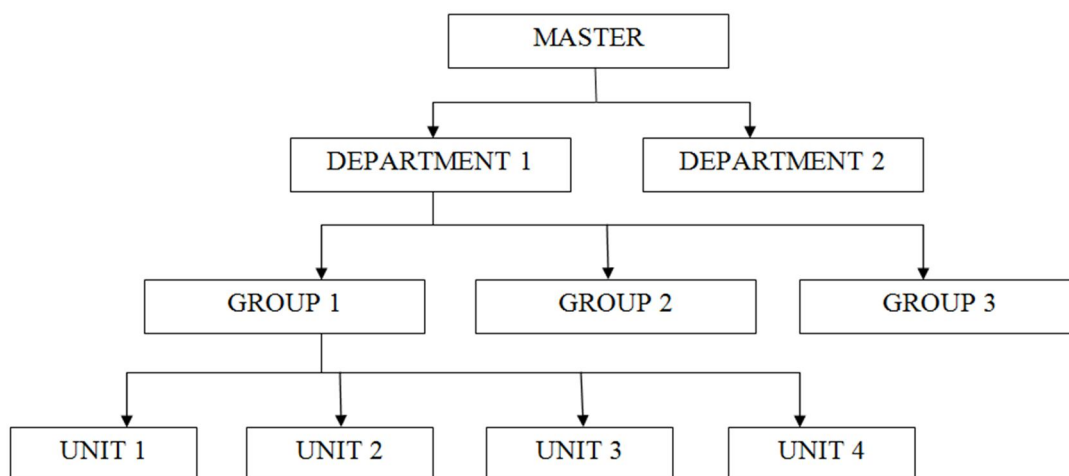 MASTER
DEPARTMENT 1
DEPARTMENT 2
GROUP 1
GROUP 2
GROUP 3
UNIT 1
UNIT 2
UNIT 3
UNIT 4